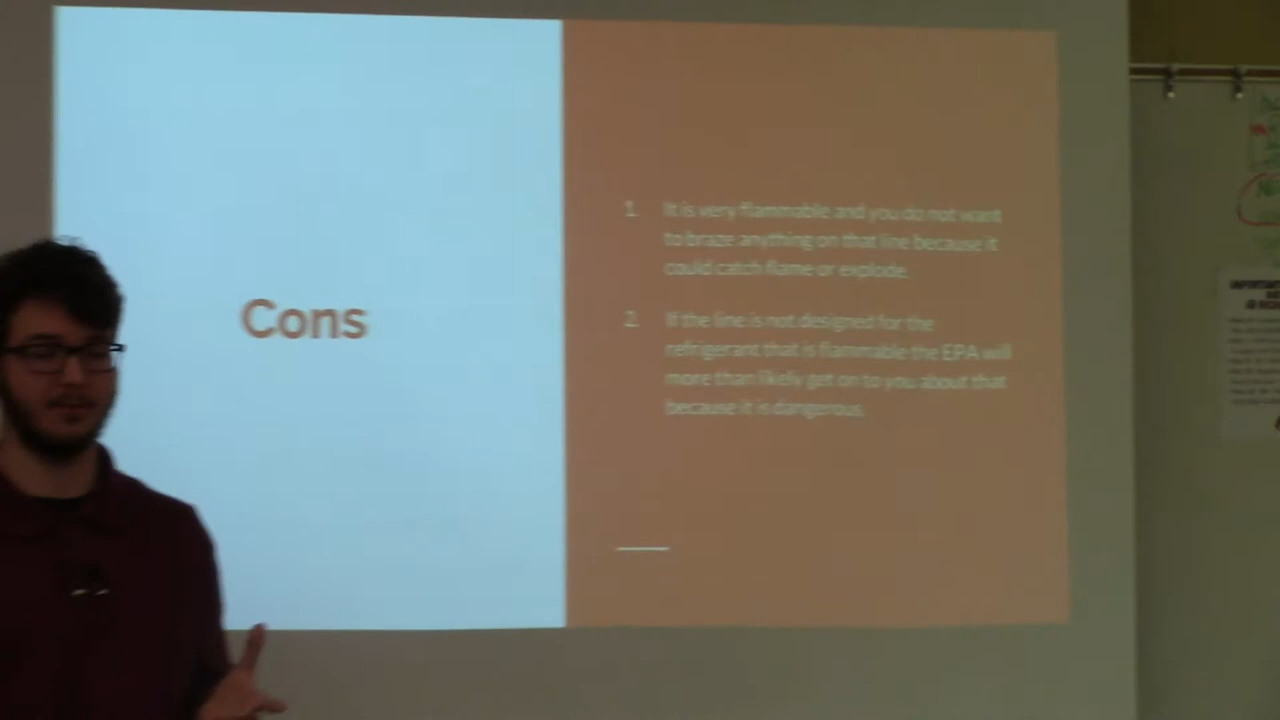 Cons
1. It is very flammable and you do not want
to braze anything on that line because it
could catch flame or explode.
2. If the line is not designed for the
refrigerant that is flammable the EPA will
more than likely get on to you about that
because it is dangerous.